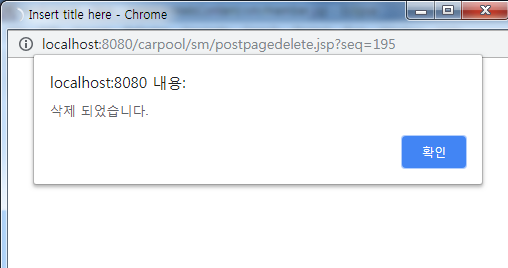 Insert title here - Chrome
localhost:8080/carpool/sm/postpagedelete.jsp?seq=195
localhost:8080 내용:
삭제 되었습니다.
확인